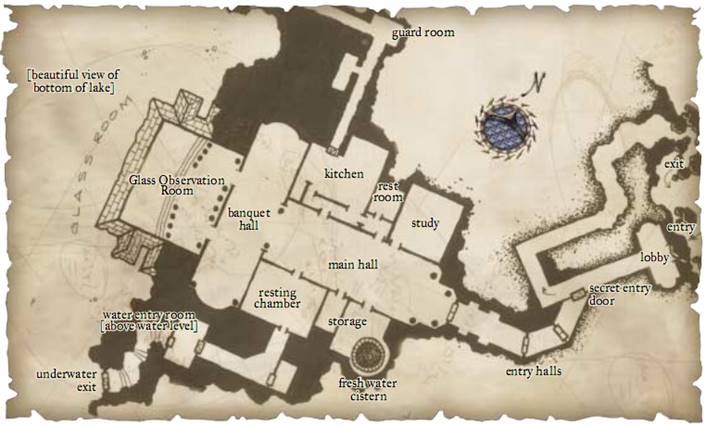 guard room
N
[beautiful view of
bottom of lake]
GLASS ROOM
exit
kitchen
Glass Observation
Room
rest
room
banquet
hall
study
entry
lobby
main hall
secret entry
door
resting
chamber
storage
water entry room
[above water level]
entry halls
underwater
exit
fresh water
cistern